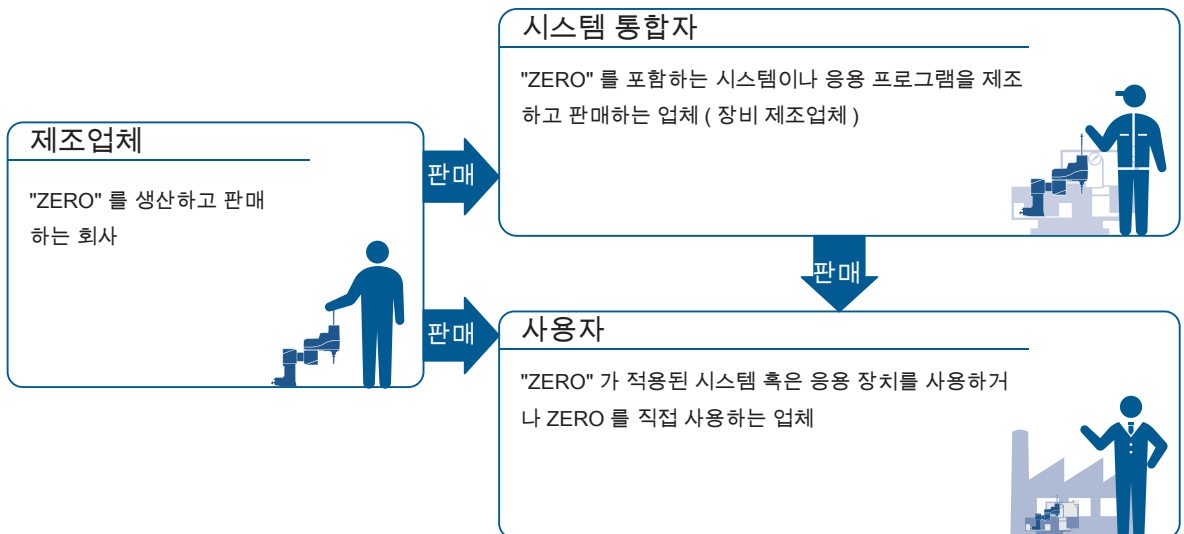 제조업체
"ZERO" 를 생산하고 판매
하는 회사
판매
판매
시스템 통합자
"ZERO" 를 포함하는 시스템이나 응용 프로그램을 제조
하고 판매하는 업체 ( 장비 제조업체 )
판매
사용자
"ZERO" 가 적용된 시스템 혹은 응용 장치를 사용하거
나 ZERO 를 직접 사용하는 업체